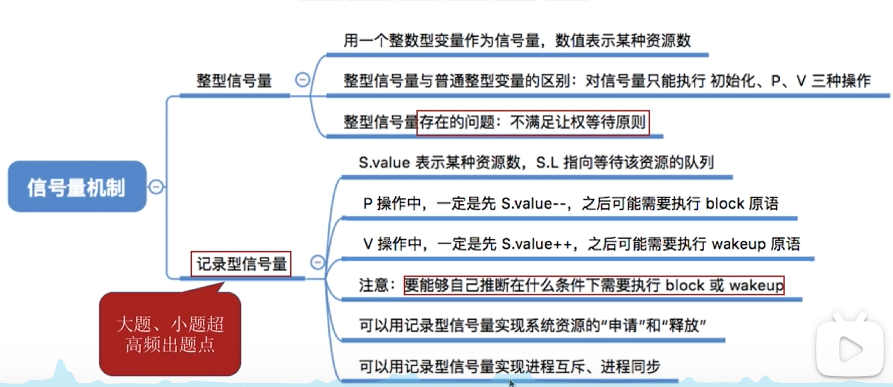 用一个整数型变量作为信号量，数值表示某种资源数
整型信号量
整型信号量与普通整型变量的区别：对信号量只能执行 初始化、P、V 三种操作
整型信号量存在的问题：不满足让权等待原则
信号量机制
S.value 表示某种资源数，S.L 指向等待该资源的队列
P 操作中，一定是先 S.value--，之后可能需要执行 block 原语
V 操作中，一定是先 S.value++，之后可能需要执行 wakeup 原语
记录型信号量
注意：要能够自己推断在什么条件下需要执行 block 或 wakeup
大题、小题超
高频出题点
可以用记录型信号量实现系统资源的“申请”和“释放”
可以用记录型信号量实现进程互斥、进程同步